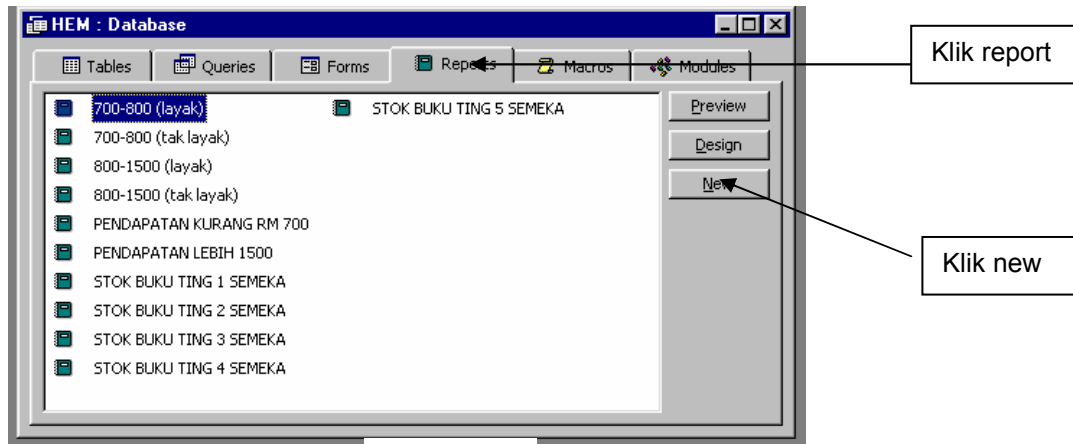 HEM : Database
Tables Queries Forms Reports Macros Modules
Klik report
700-800 (layak) STOK BUKU TING 5 SEMEKA Preview
700-800 (tak layak) Design
800-1500 (layak) New
800-1500 (tak layak)
PENDAPATAN KURANG RM 700
PENDAPATAN LEBIH 1500
Klik new
STOK BUKU TING 1 SEMEKA
STOK BUKU TING 2 SEMEKA
STOK BUKU TING 3 SEMEKA
STOK BUKU TING 4 SEMEKA